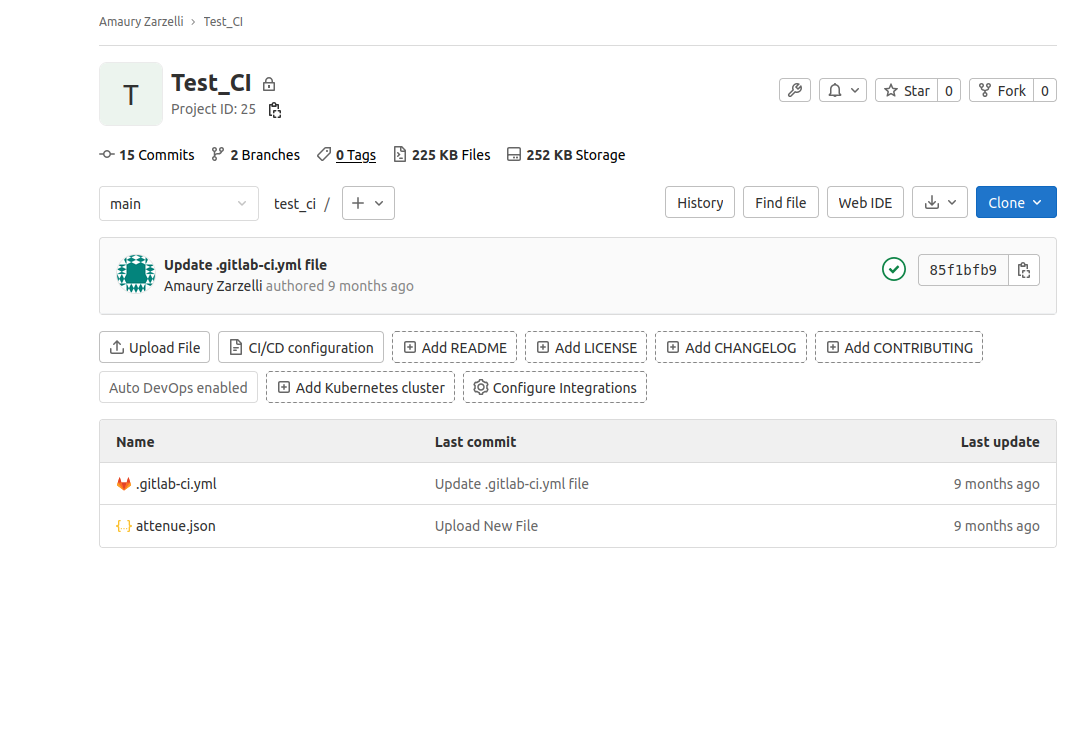 Amaury Zarzelli › Test_CI
T
Test_CI
Project ID: 25
Star 0
Fork 0
15 Commits 2 Branches 0 Tags 225 KB Files 252 KB Storage
main test_ci / + History Find file Web IDE Clone
Update .gitlab-ci.yml file
Amaury Zarzelli authored 9 months ago
85f1bfb9
Upload File CI/CD configuration Add README Add LICENSE Add CHANGELOG Add CONTRIBUTING
Auto DevOps enabled Add Kubernetes cluster Configure Integrations
Name Last commit Last update
.gitlab-ci.yml Update .gitlab-ci.yml file 9 months ago
{..} attenue.json Upload New File 9 months ago